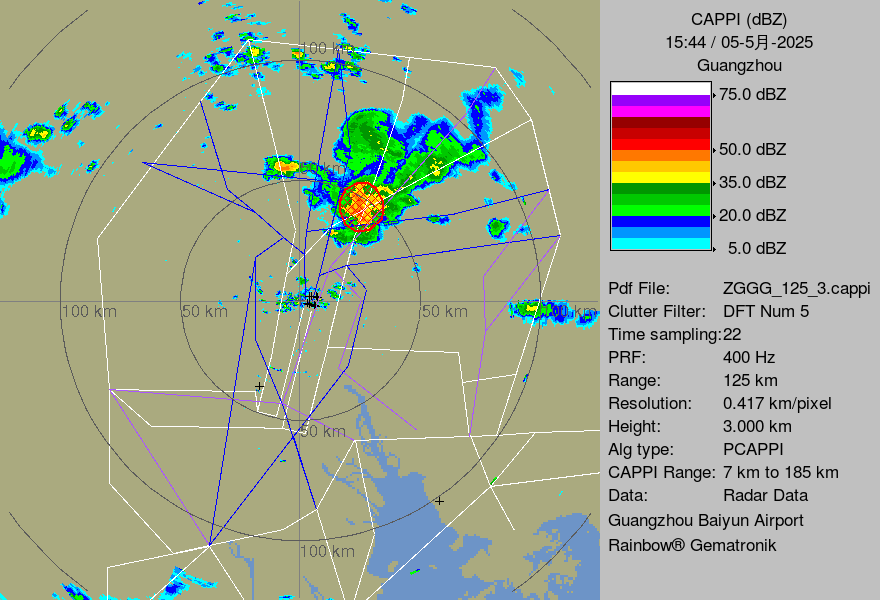 CAPPI (dBZ)
15:44 / 05-5月-2025
Guangzhou
75.0 dBZ
50.0 dBZ
35.0 dBZ
20.0 dBZ
5.0 dBZ
Pdf File: ZGGG_125_3.cappi
Clutter Filter: DFT Num 5
Time sampling:22
PRF: 400 Hz
Range: 125 km
Resolution: 0.417 km/pixel
Height: 3.000 km
Alg type: PCAPPI
CAPPI Range: 7 km to 185 km
Data: Radar Data
Guangzhou Baiyun Airport
Rainbow® Gematronik
100 km
100 km
50 km
50 km
50 km
100 km